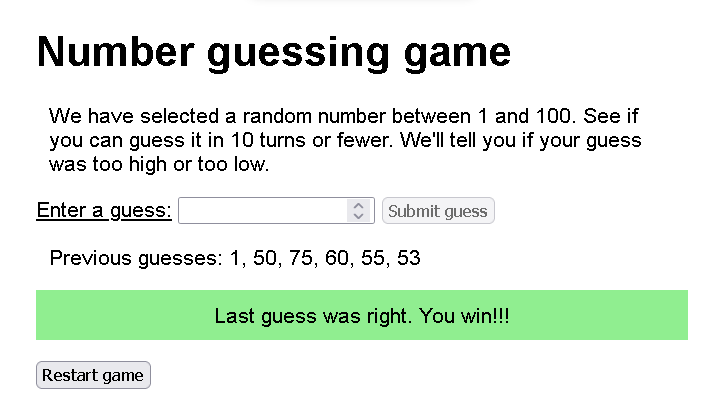 Number guessing game
We have selected a random number between 1 and 100. See if
you can guess it in 10 turns or fewer. We'll tell you if your guess
was too high or too low.
Enter a guess: Submit guess
Previous guesses: 1, 50, 75, 60, 55, 53
Last guess was right. You win!!!
Restart game